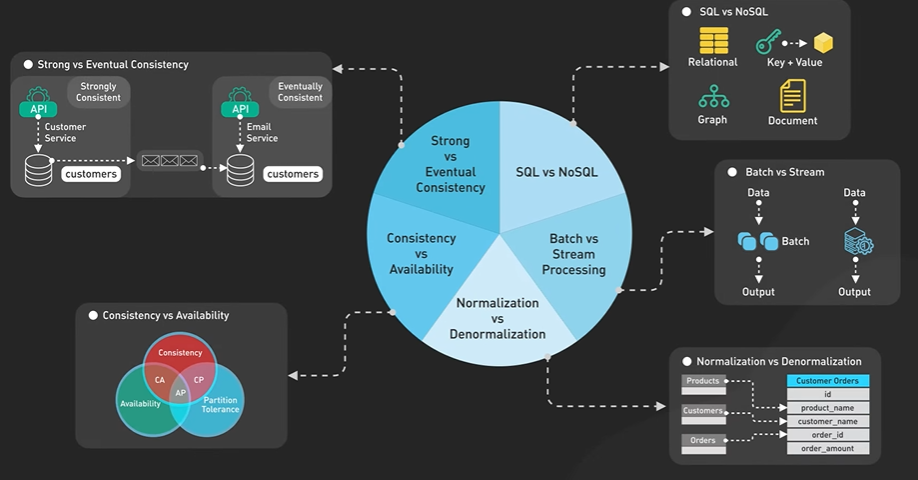 SQL vs NoSQL
Relational
Key + Value
Graph
Document
Strong vs Eventual Consistency
Strongly
Consistent
API
Customer
Service
customers
Eventually
Consistent
API
Email
Service
customers
Strong
vs
Eventual
Consistency
SQL vs NoSQL
Consistency
vs
Availability
Batch vs
Stream
Processing
Normalization
vs
Denormalization
Batch vs Stream
Data
Data
Batch
Output
Output
Consistency vs Availability
Consistency
CA
CP
AP
Availability
Partition
Tolerance
Normalization vs Denormalization
Products
Customers
Orders
Customer Orders
id
product_name
customer_name
order_id
order_amount